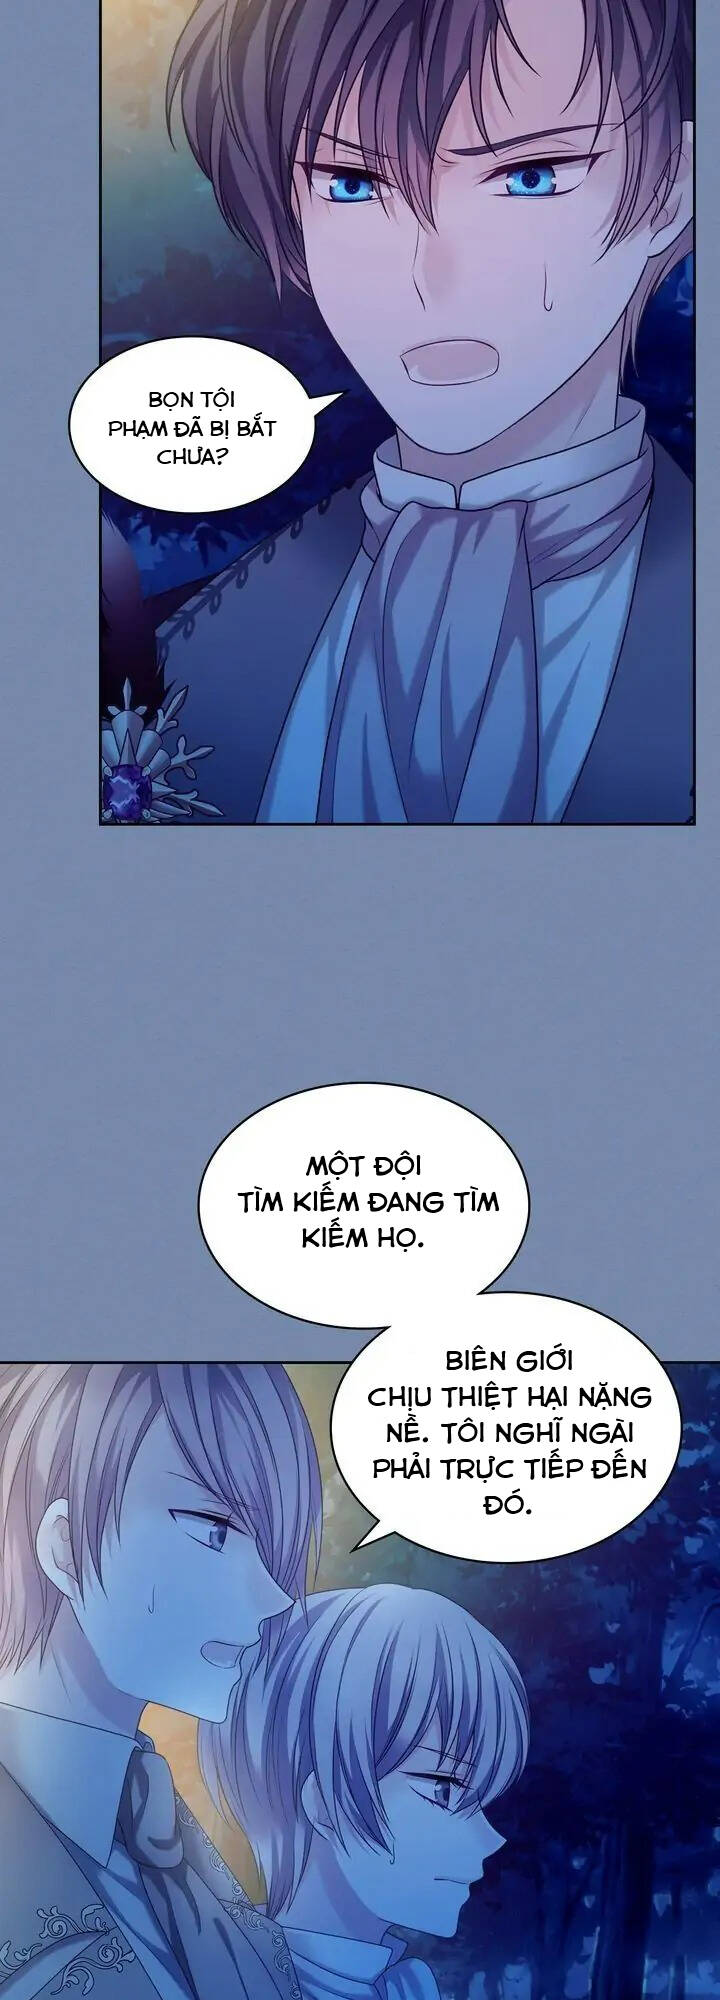 BỌN TỘI
PHẠM ĐÃ BỊ BẮT
CHƯA?
MỘT ĐỘI
TÌM KIẾM ĐANG TÌM
KIẾM HỌ.
BIÊN GIỚI
CHỊU THIỆT HẠI NẶNG
NỀ. TÔI NGHĨ NGÀI
PHẢI TRỰC TIẾP ĐẾN
ĐÓ.